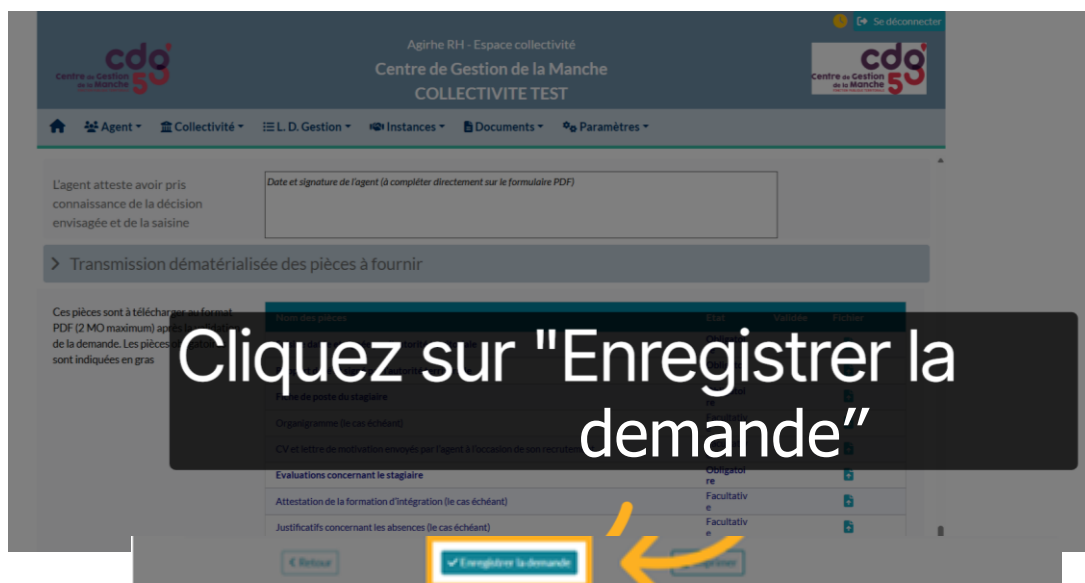 Se déconnecter
Agirhe RH - Espace collectivité
Centre de Gestion de la Manche
COLLECTIVITE TEST
cdg
Centre de Gestion
de la Manche 50
cdg
Centre de Gestion
de la Manche 50
Agent
Collectivité
L. D. Gestion
Instances
Documents
Paramètres
L'agent atteste avoir pris
connaissance de la décision
envisagée et de la saisine
Date et signature de l'agent (à compléter directement sur le formulaire PDF)
Transmission dématérialisée des pièces à fournir
Ces pièces sont à télécharger au format
PDF (2 MO maximum) après
de la demande. Les pièces
sont indiquées en gras
Nom des pièces Etat Validée Fichier
Cliquez sur "Enregistrer la
demande”
Fiche de poste du stagiaire
Organigramme (le cas échéant)
CV et lettre de motivation envoyés par l'agent à l'occasion de son
Evaluations concernant le stagiaire Obligatoi
re
Attestation de la formation d'intégration (le cas échéant) Facultativ
e
Justificatifs concernant les absences (le cas échéant) Facultativ
e
Retour
Enregistrer la demande